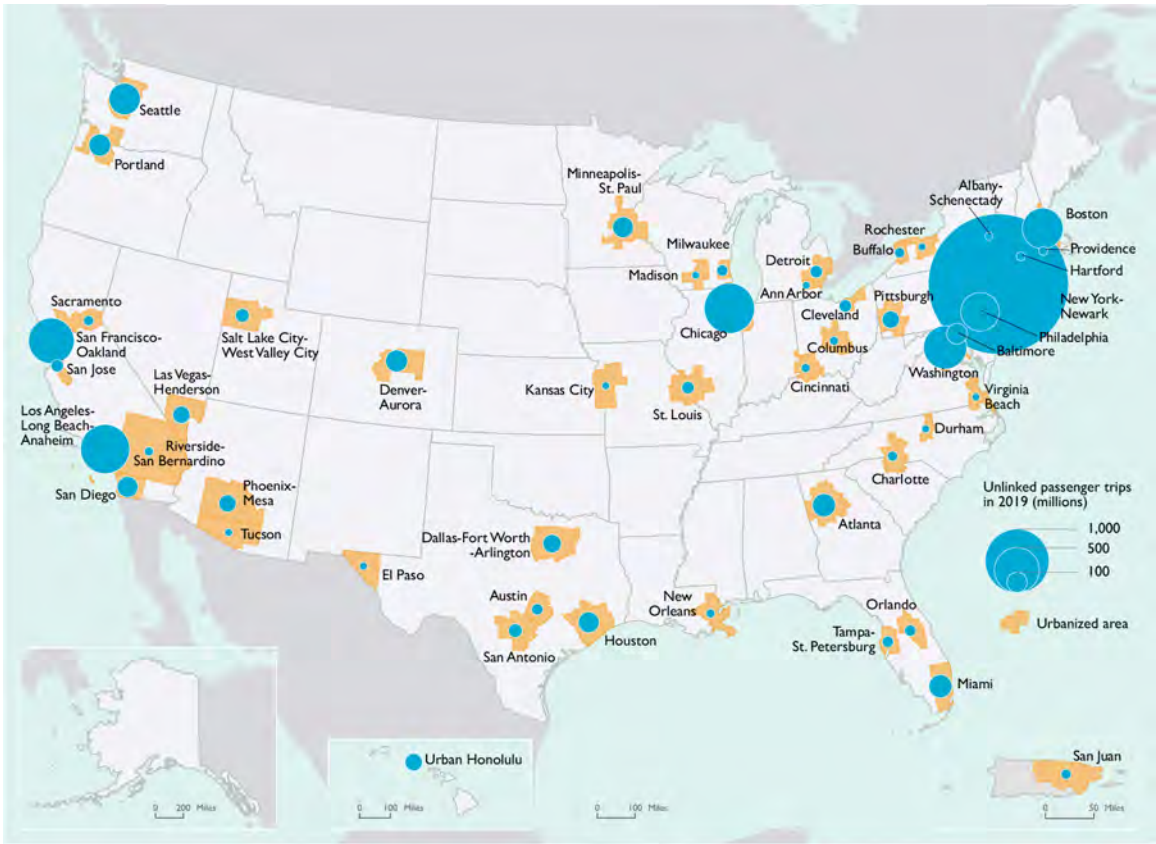 Seattle
Portland
Minneapolis-
St. Paul
Albany-
Schenectady
Boston
Rochester
Buffalo
Providence
Hartford
Milwaukee
Madison
Detroit
Ann Arbor
Cleveland
Pittsburgh
New York-
Newark
Philadelphia
Baltimore
Washington
Chicago
Columbus
Cincinnati
Sacramento
San Francisco-
Oakland
San Jose
Salt Lake City-
West Valley City
Las Vegas-
Henderson
Denver-
Aurora
Kansas City
St. Louis
Virginia
Beach
Durham
Charlotte
Los Angeles-
Long Beach-
Anaheim
Riverside-
San Bernardino
San Diego
Phoenix-
Mesa
Tucson
Dallas-Fort Worth
-Arlington
El Paso
Austin
San Antonio
Houston
New
Orleans
Atlanta
Orlando
Tampa-
St. Petersburg
Miami
Unlinked passenger trips
in 2019 (millions)
1,000
500
100
Urbanized area
Urban Honolulu
San Juan
0 200 Miles
0 100 Miles
0 100 Miles
0 50 Miles